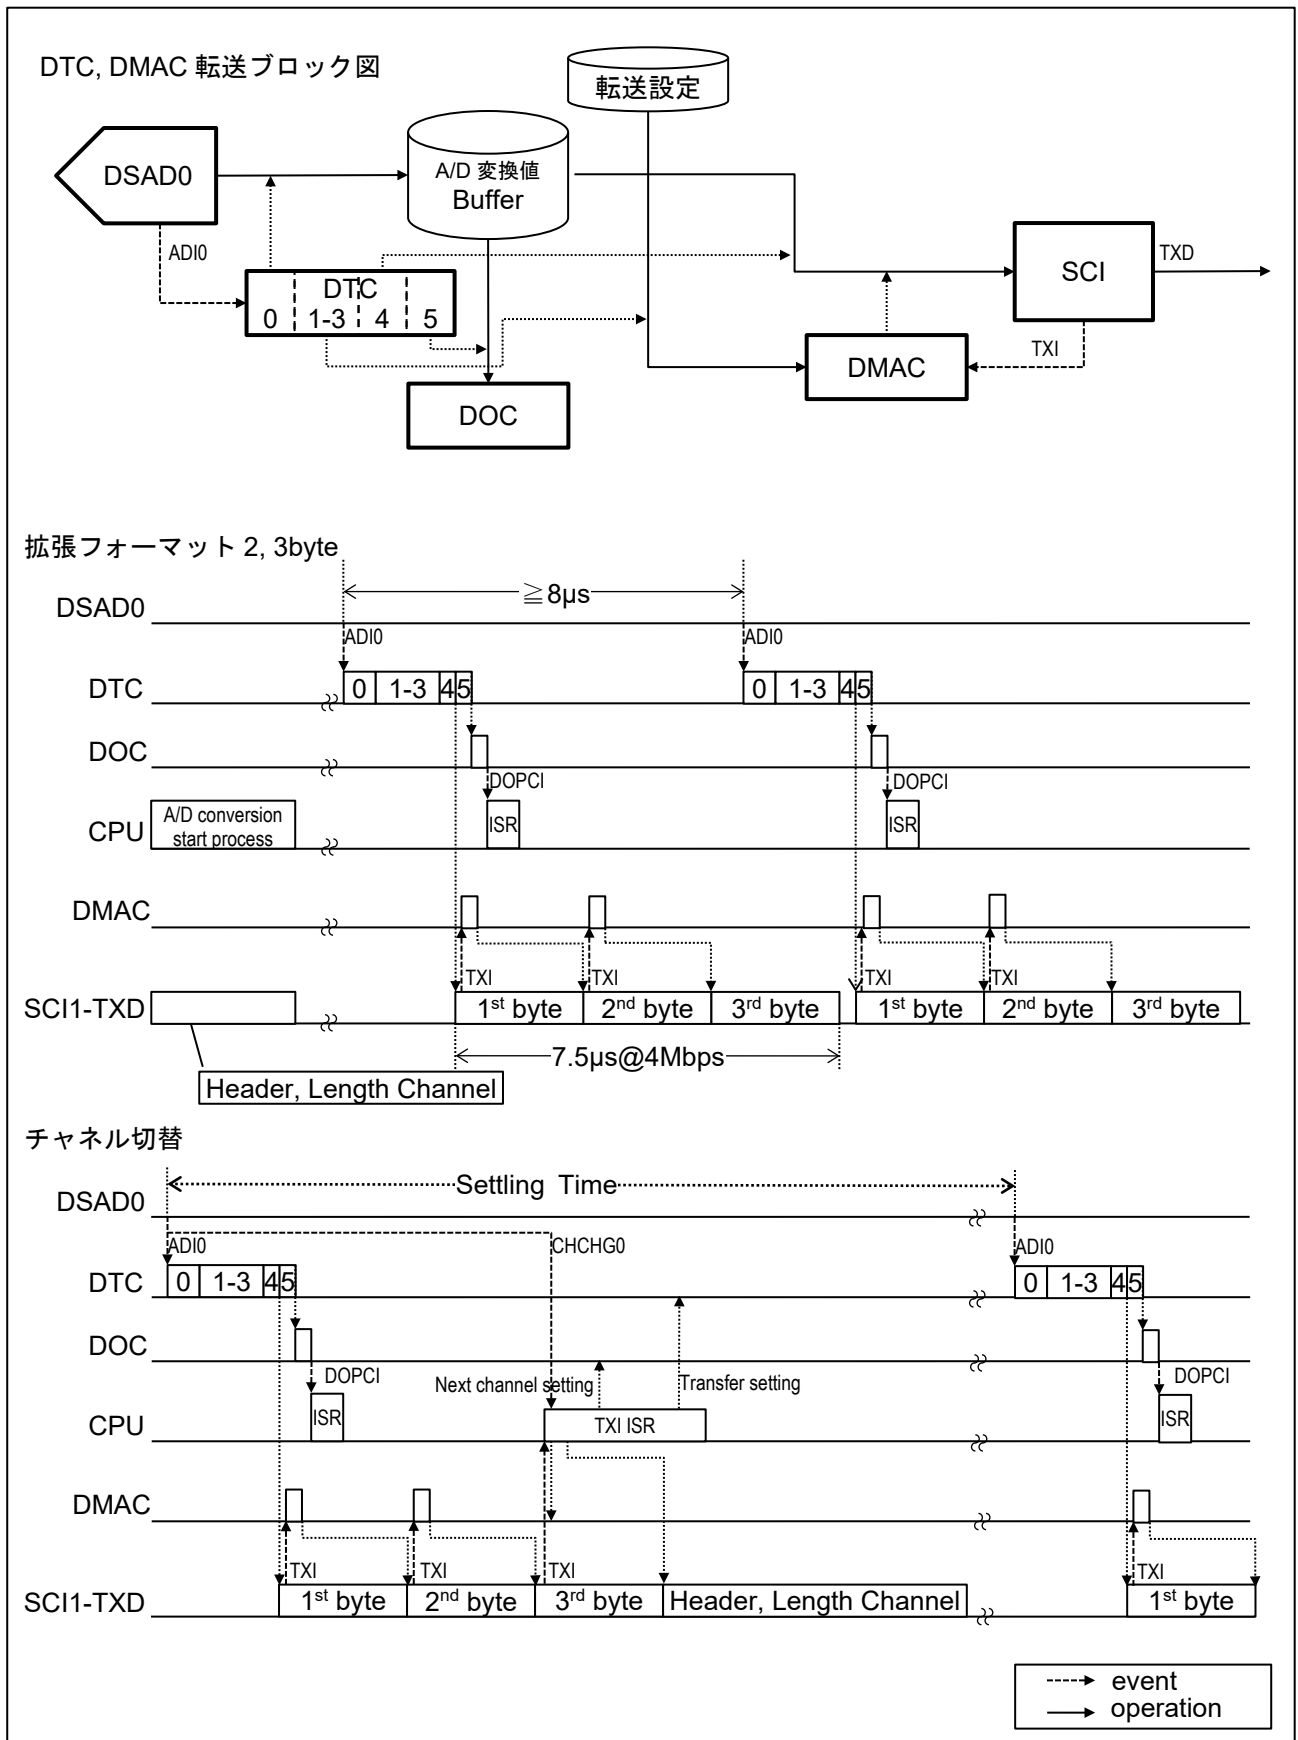 DTC, DMAC 転送ブロック図
転送設定
DSAD0
A/D 変換値
Buffer
ADI0
DTC
0 1-3 4 5
SCI
TXD
TXI
DMAC
DOC
拡張フォーマット 2, 3byte
≧8μs
DSAD0
ADI0 ADI0
DTC 0 1-3 4 5 0 1-3 4 5
DOC
DOPCI DOPCI
CPU A/D conversion
start process
ISR ISR
DMAC
TXI TXI TXI TXI
SCI1-TXD 1st byte 2nd byte 3rd byte 1st byte 2nd byte 3rd byte
7.5μs@4Mbps
Header, Length Channel
チャネル切替
Settling Time
DSAD0
ADI0 CHCHG0 ADI0
DTC 0 1-3 4 5 0 1-3 4 5
DOC
DOPCI Next channel setting Transfer setting DOPCI
CPU ISR TXI ISR ISR
DMAC
TXI TXI TXI TXI
SCI1-TXD 1st byte 2nd byte 3rd byte Header, Length Channel 1st byte
event
operation